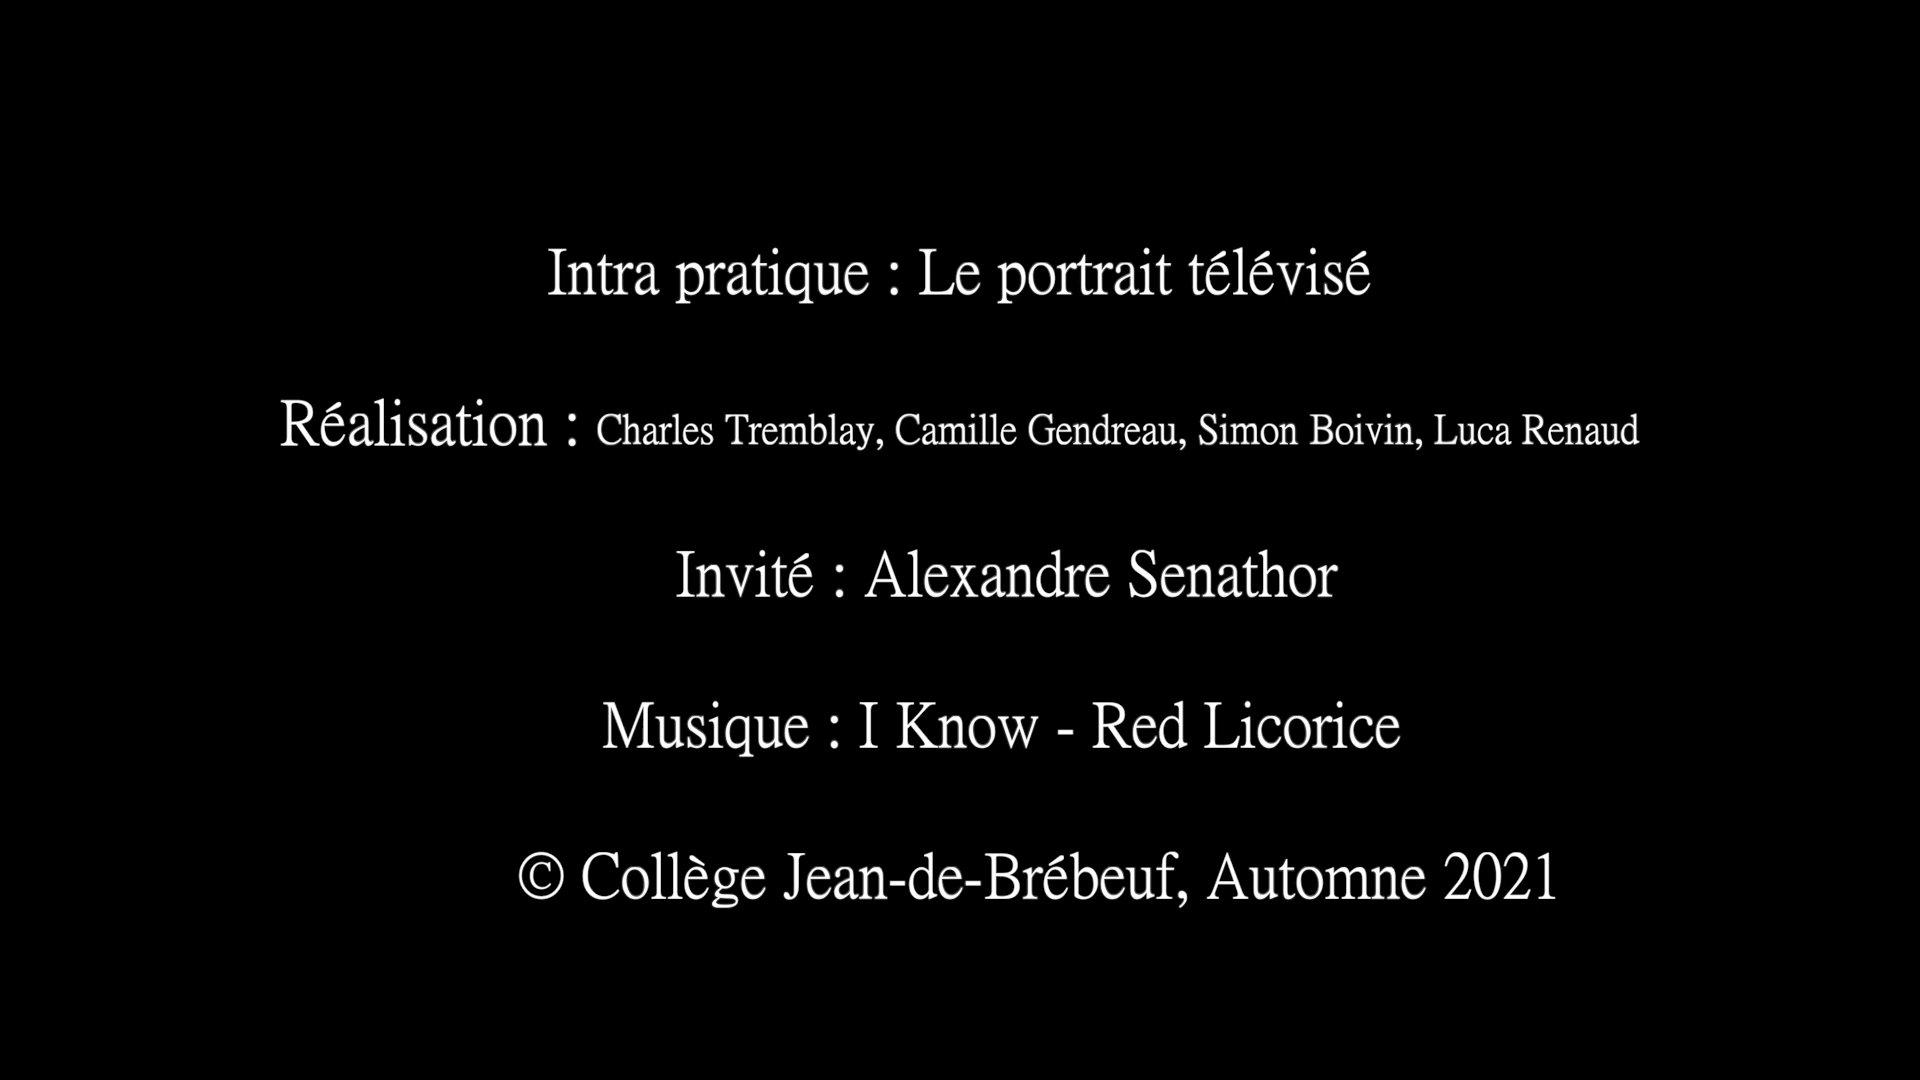 Intra pratique : Le portrait télévisé
Réalisation : Charles Tremblay, Camille Gendreau, Simon Boivin, Luca Renaud
Invité : Alexandre Senathor
Musique : I Know - Red Licorice
© Collège Jean-de-Brébeuf, Automne 2021